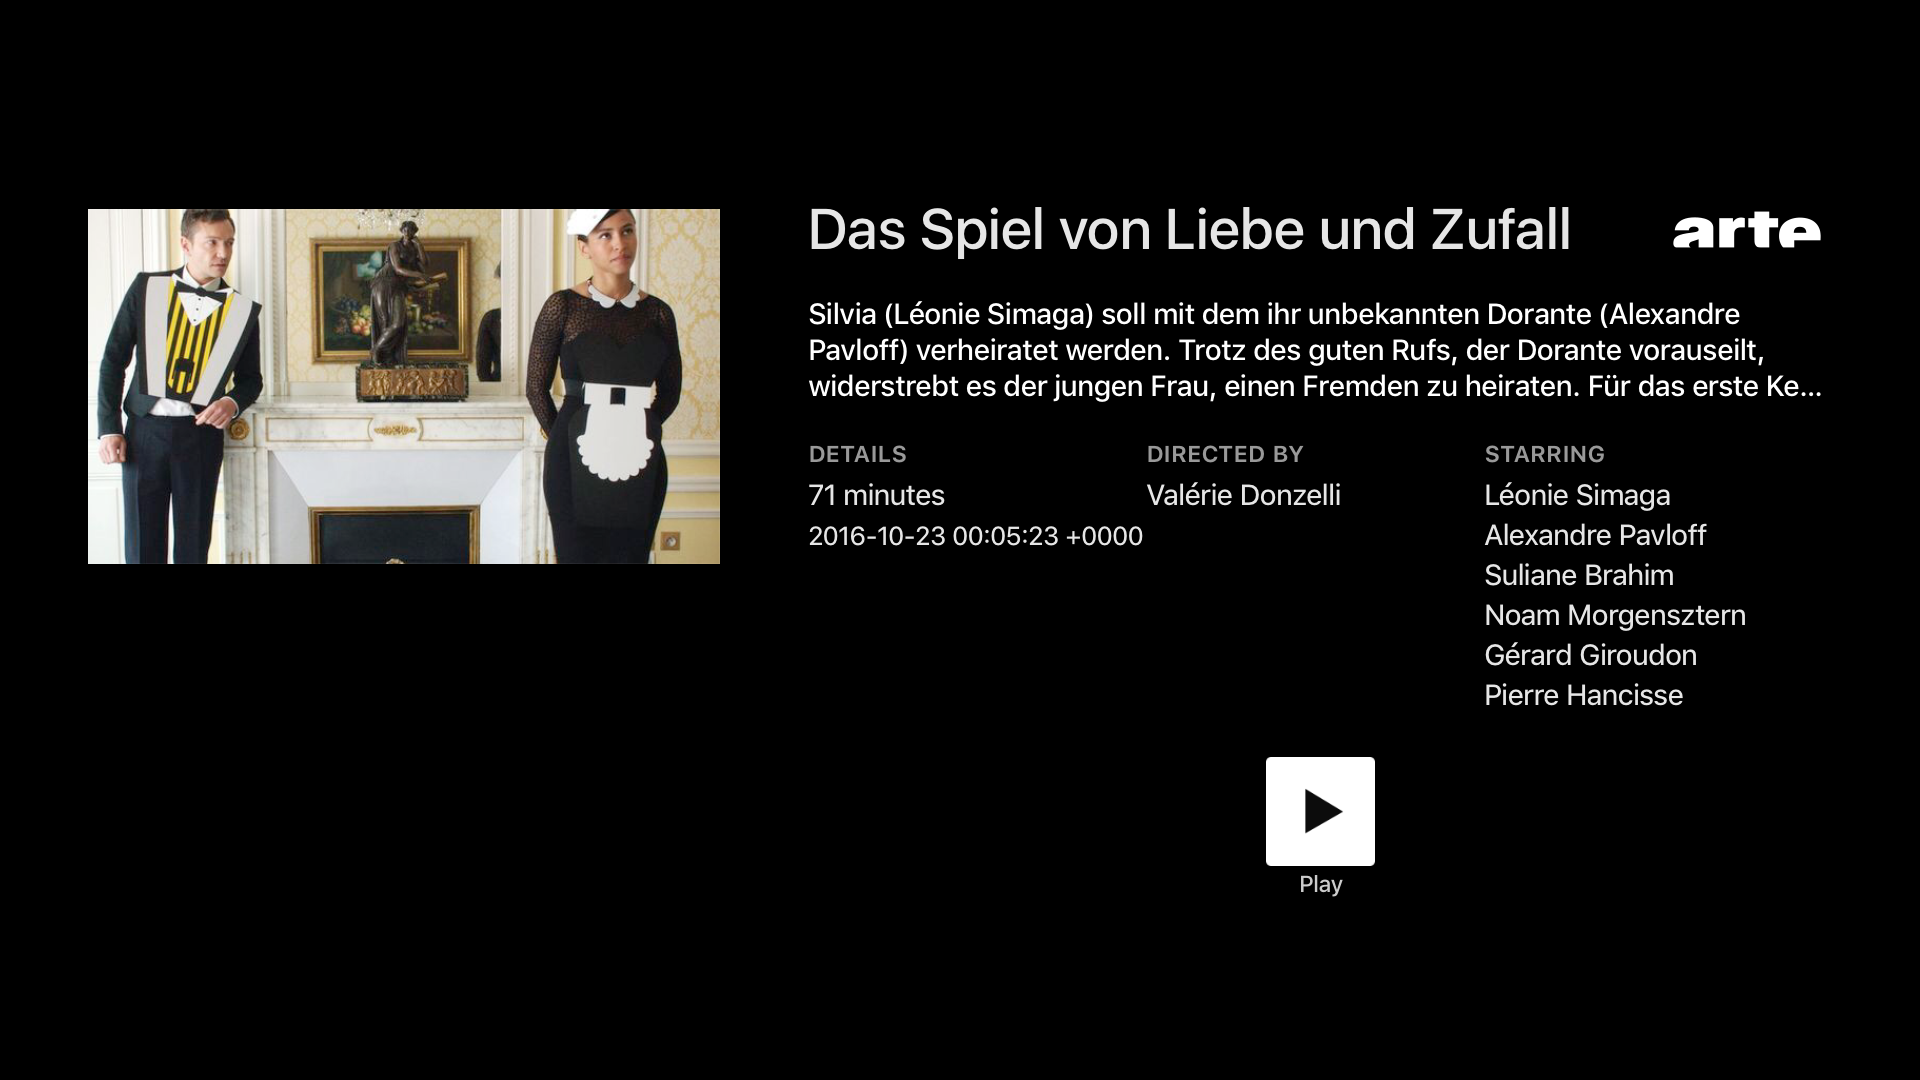 Das Spiel von Liebe und Zufall
arte
Silvia (Léonie Simaga) soll mit dem ihr unbekannten Dorante (Alexandre
Pavloff) verheiratet werden. Trotz des guten Rufs, der Dorante vorauseilt,
widerstrebt es der jungen Frau, einen Fremden zu heiraten. Für das erste Ke...
DETAILS
71 minutes
2016-10-23 00:05:23 +0000
DIRECTED BY
Valérie Donzelli
STARRING
Léonie Simaga
Alexandre Pavloff
Suliane Brahim
Noam Morgensztern
Gérard Giroudon
Pierre Hancisse
Play